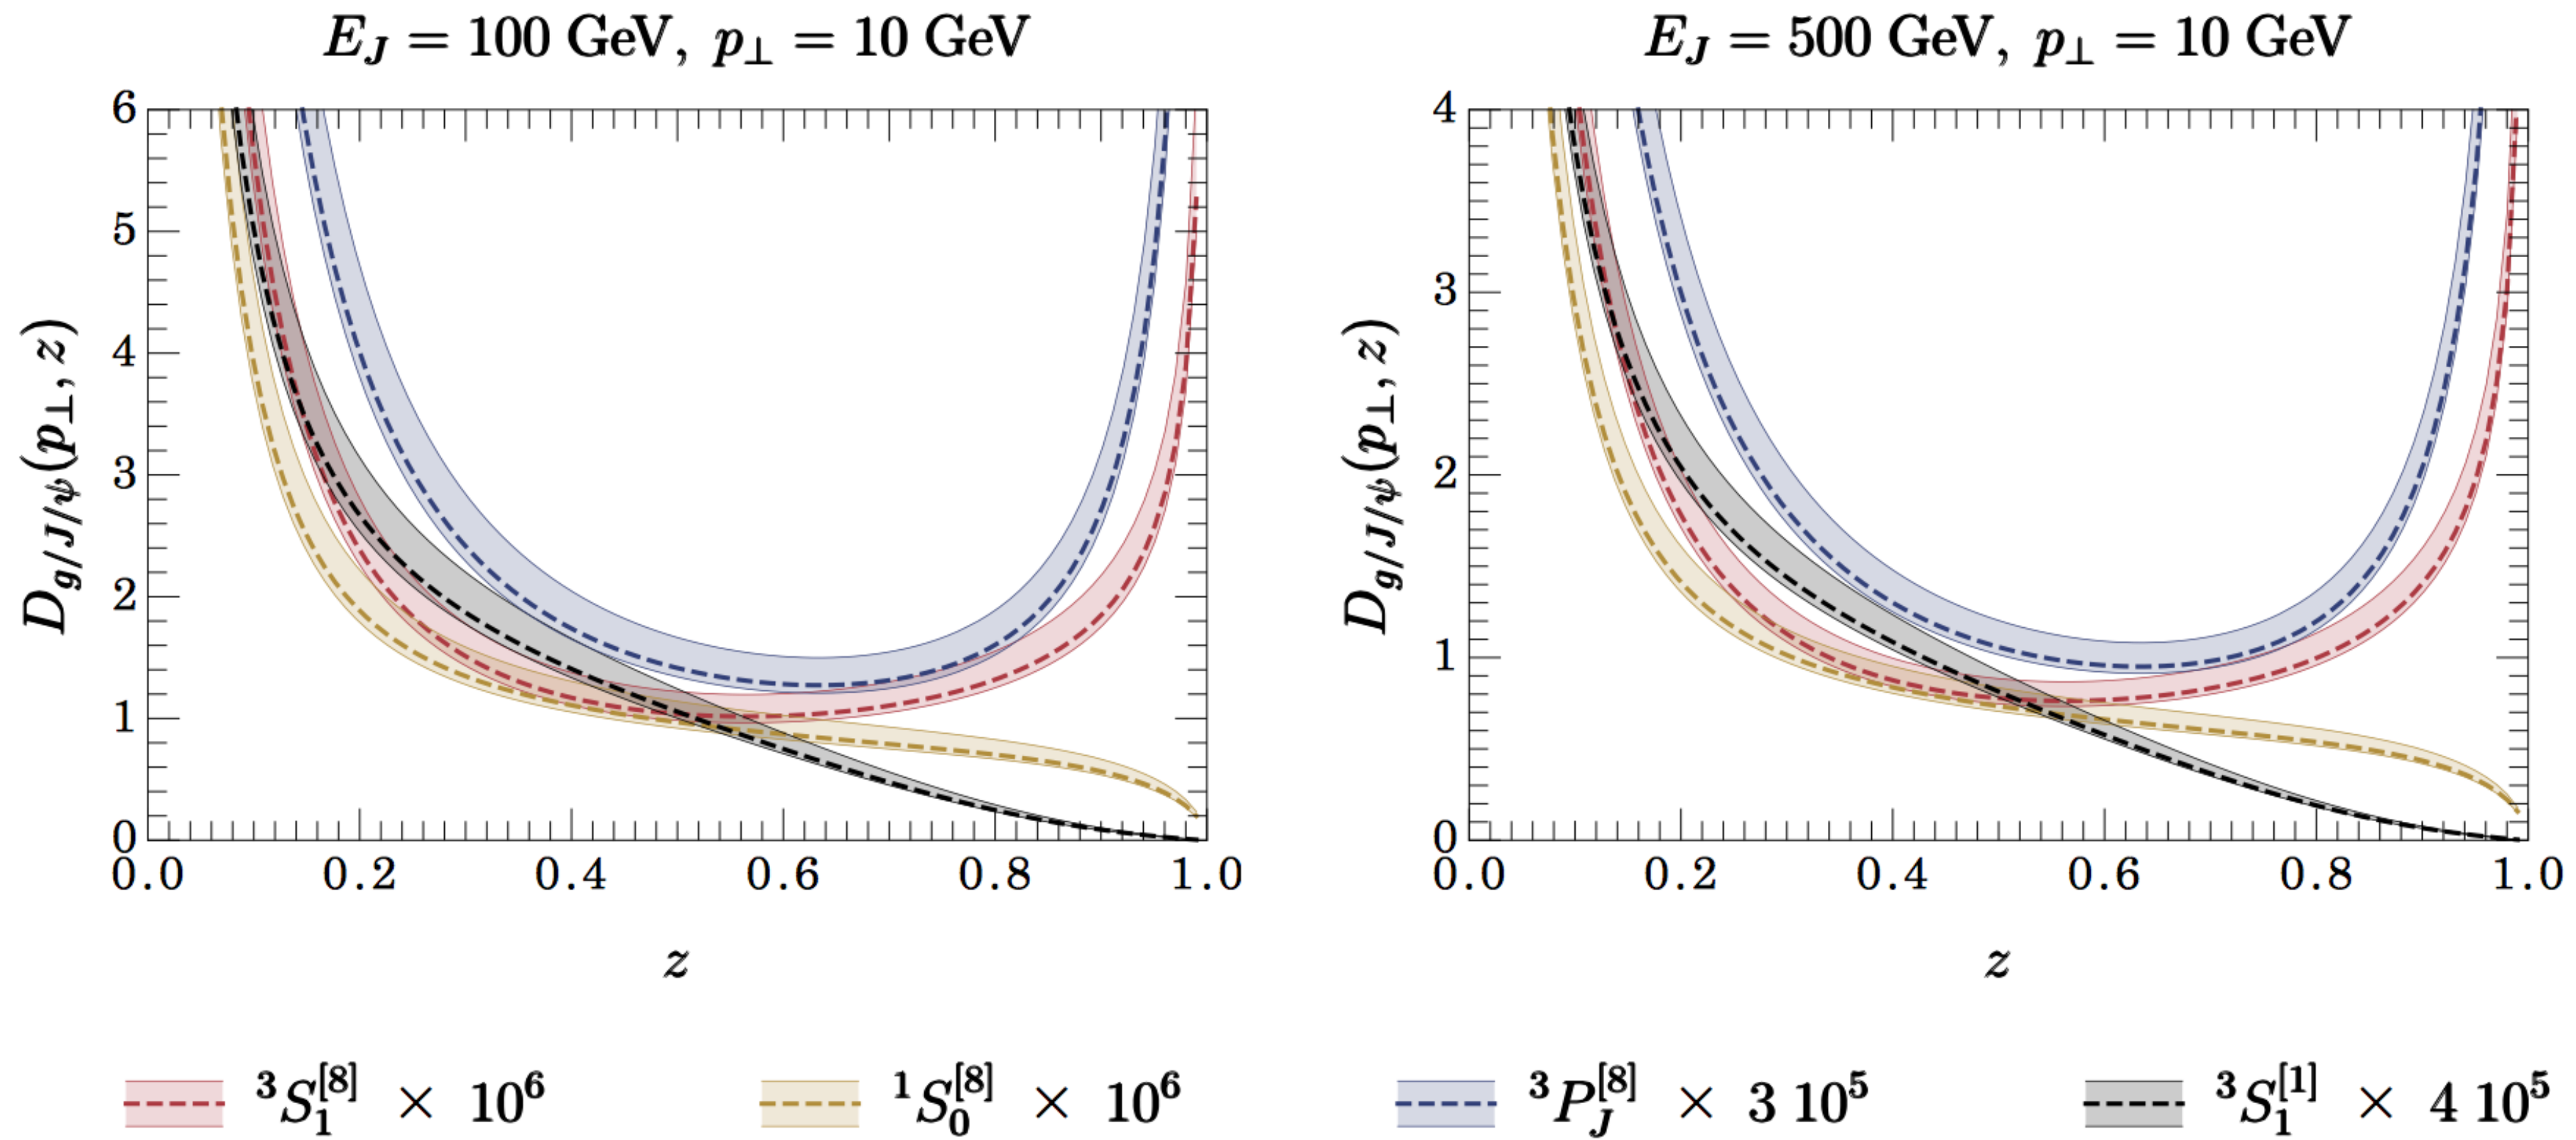 E_J = 100 GeV, p_⊥ = 10 GeV
6
5
4
3
2
1
0
D_{g/J/ψ}(p_⊥, z)
0.0 0.2 0.4 0.6 0.8 1.0
z
E_J = 500 GeV, p_⊥ = 10 GeV
4
3
2
1
0
D_{g/J/ψ}(p_⊥, z)
0.0 0.2 0.4 0.6 0.8 1.0
z
³S₁^[8] × 10⁶ ¹S₀^[8] × 10⁶ ³P_J^[8] × 3 10⁵ ³S₁^[1] × 4 10⁵